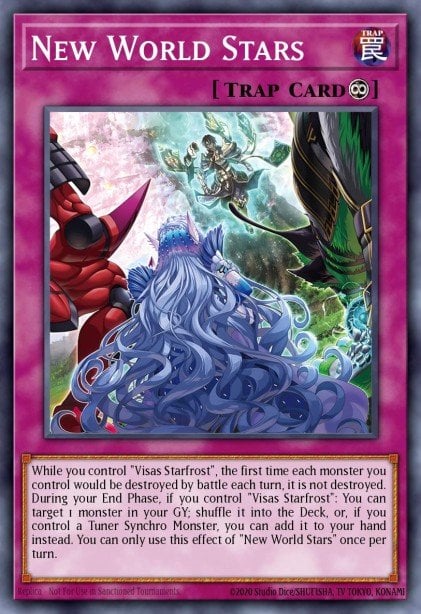 New World Stars
TRAP
罠
[Trap Card]
While you control "Visas Starfrost", the first time each monster you
control would be destroyed by battle each turn, it is not destroyed.
During your End Phase, if you control "Visas Starfrost": You can
target 1 monster in your GY; shuffle it into the Deck, or, if you
control a Tuner Synchro Monster, you can add it to your hand
instead. You can only use this effect of "New World Stars" once per
turn.
Replica - Not For Use in Sanctioned Tournaments
©2020 Studio Dice/SHUEISHA, TV TOKYO, KONAMI